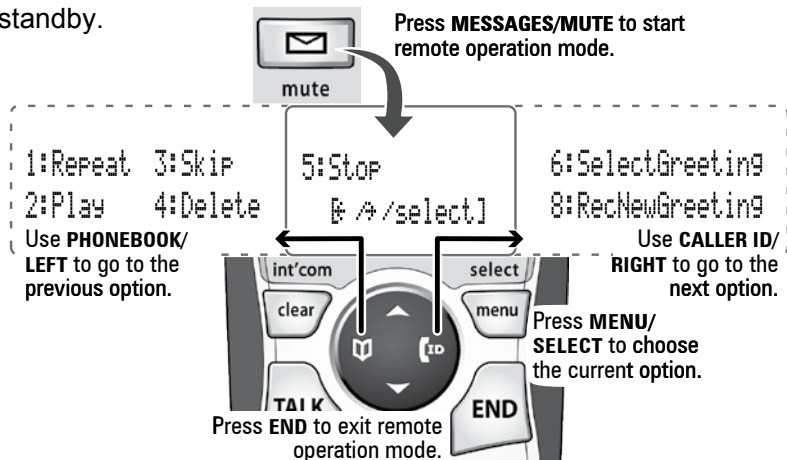 standby.
Press MESSAGES/MUTE to start
remote operation mode.
mute
1:Repeat 3:Skip
2:Play 4:Delete
Use PHONEBOOK/
LEFT to go to the
previous option.
5:Stop
/select]
6:SelectGreeting
8:RecNewGreeting
Use CALLER ID/
RIGHT to go to the
next option.
int'com
select
clear
menu
ID
Press MENU/
SELECT to choose
the current option.
TALK
END
Press END to exit remote
operation mode.